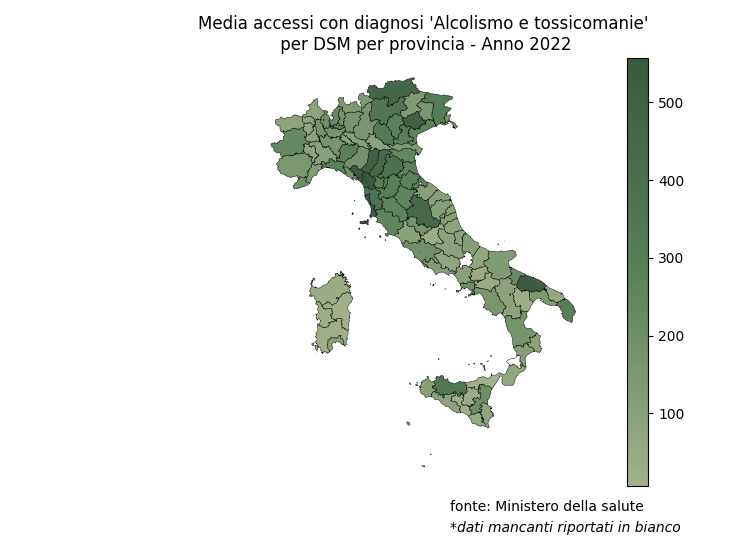 Media accessi con diagnosi 'Alcolismo e tossicomanie'
per DSM per provincia - Anno 2022
500
400
300
200
100
fonte: Ministero della salute
*dati mancanti riportati in bianco